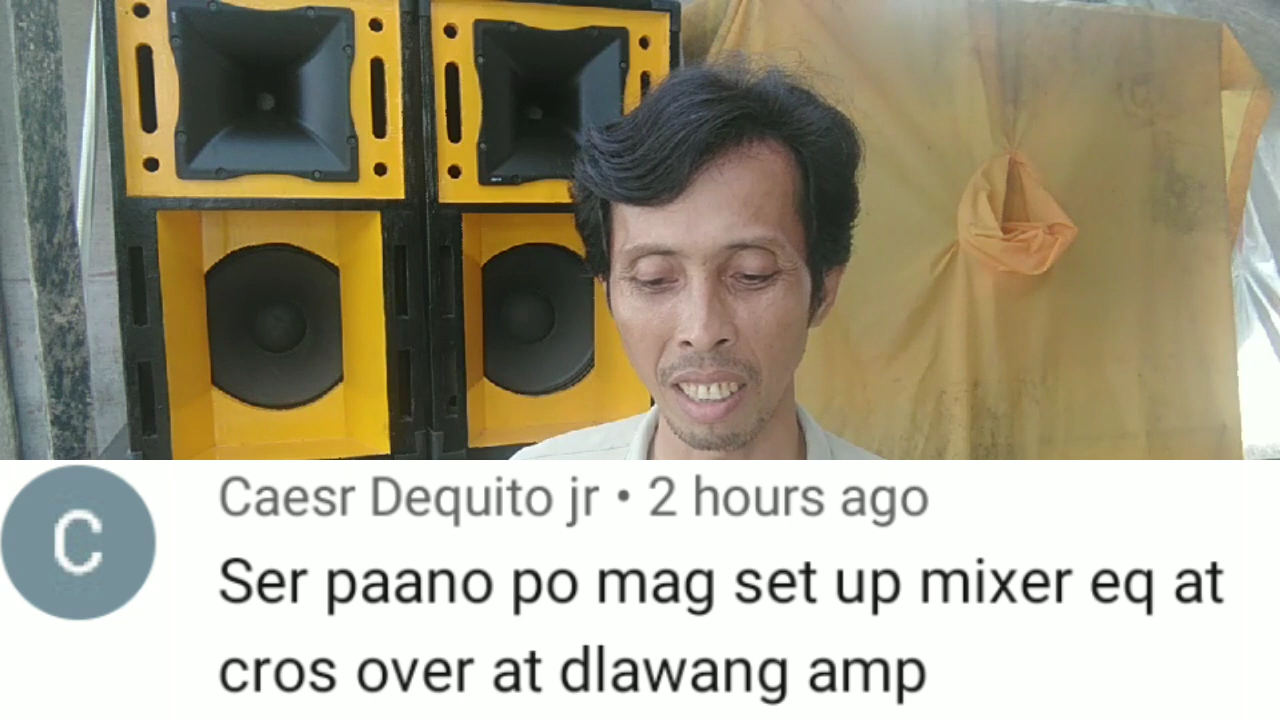 C
Caesr Dequito jr • 2 hours ago
Ser paano po mag set up mixer eq at
cros over at dlawang amp